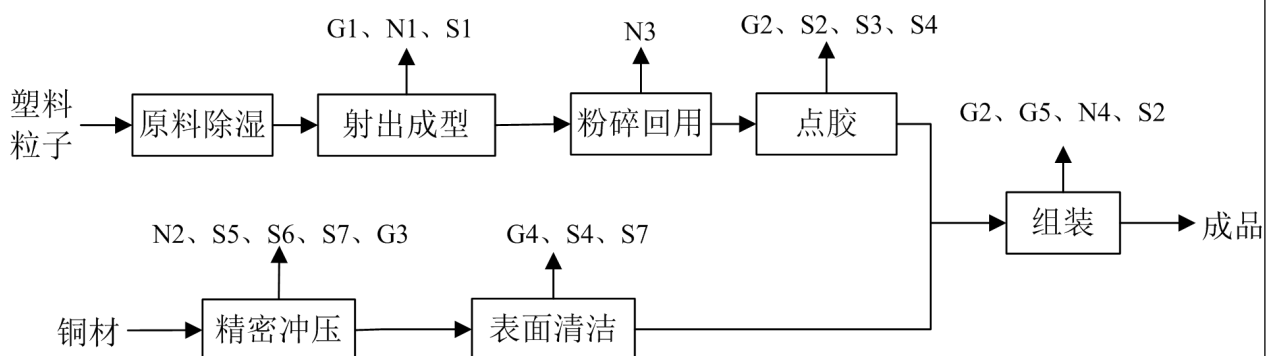 G1、N1、S1
N3
G2、S2、S3、S4
塑料
粒子
原料除湿
射出成型
粉碎回用
点胶
G2、G5、N4、S2
组装
成品
N2、S5、S6、S7、G3
G4、S4、S7
铜材
精密冲压
表面清洁